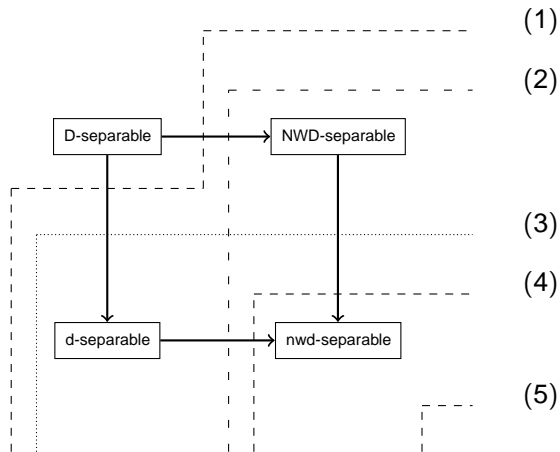 (1)
(2)
D-separable NWD-separable
(3)
(4)
d-separable nwd-separable
(5)